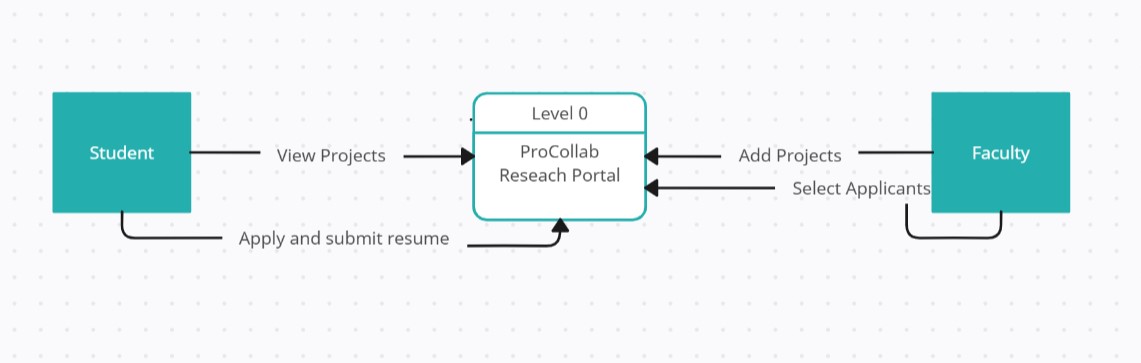 Level 0
Student
View Projects
ProCollab
Reseach Portal
Add Projects
Faculty
Select Applicants
Apply and submit resume